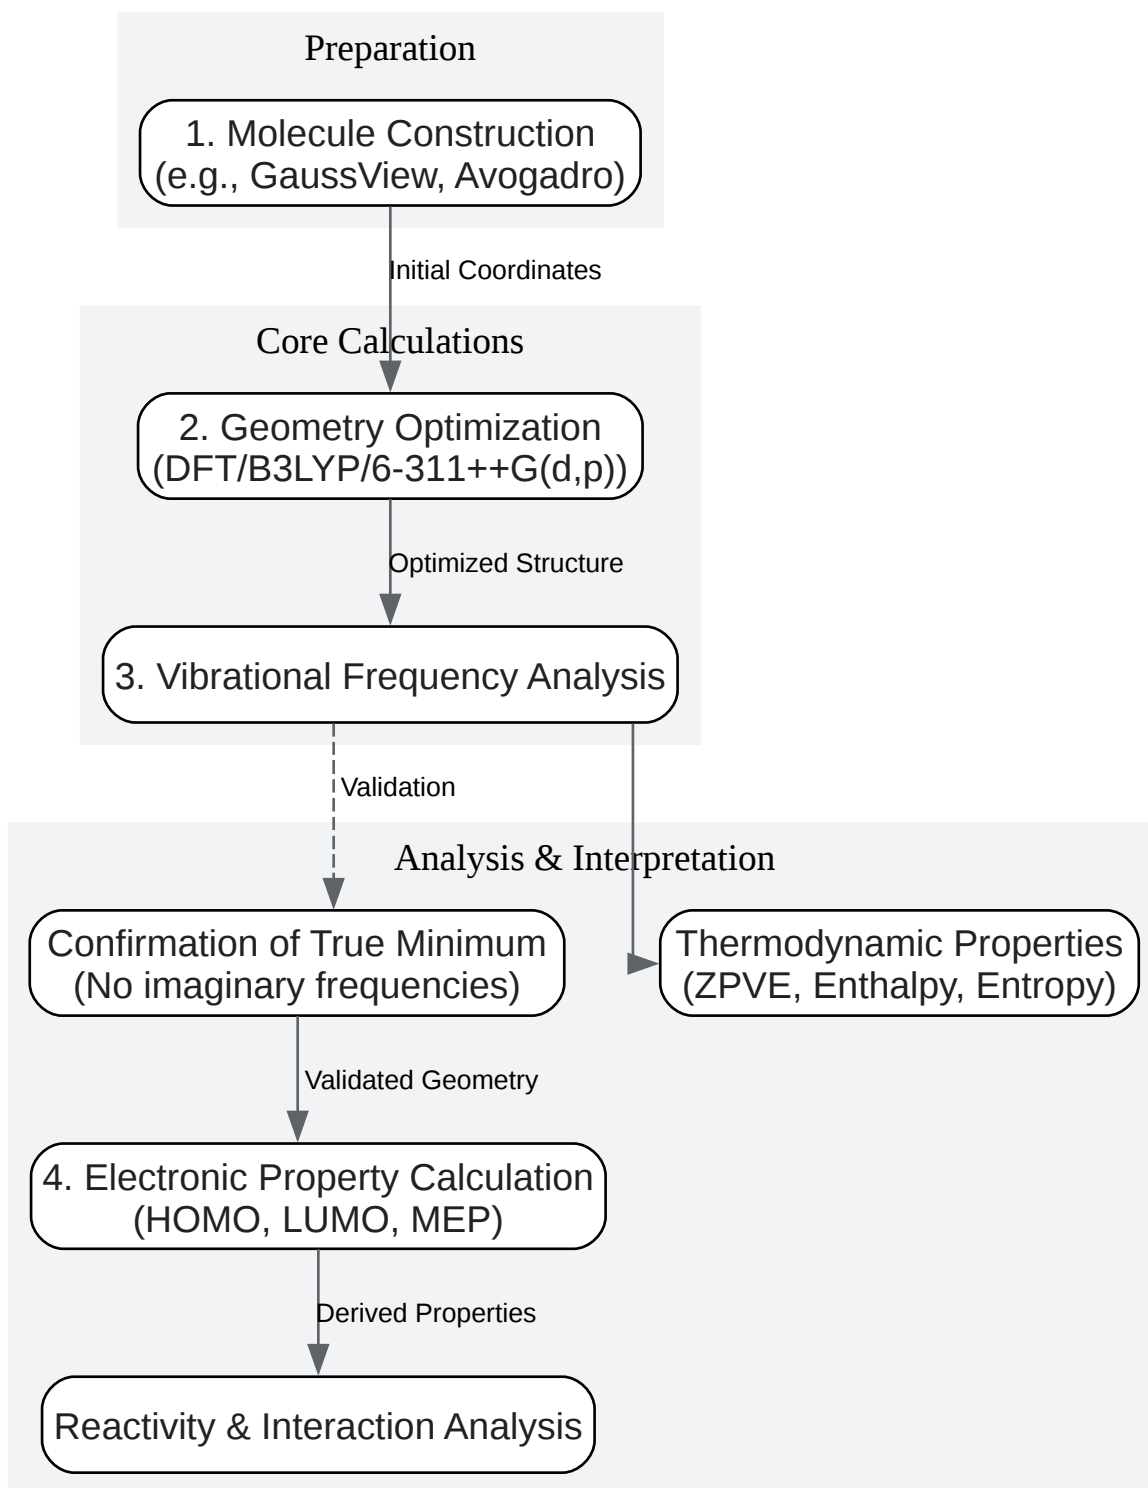 Preparation
1. Molecule Construction
(e.g., GaussView, Avogadro)
Initial Coordinates
Core Calculations
2. Geometry Optimization
(DFT/B3LYP/6-311++G(d,p))
Optimized Structure
3. Vibrational Frequency Analysis
Validation
Analysis & Interpretation
Confirmation of True Minimum
(No imaginary frequencies)
Thermodynamic Properties
(ZPVE, Enthalpy, Entropy)
Validated Geometry
4. Electronic Property Calculation
(HOMO, LUMO, MEP)
Derived Properties
Reactivity & Interaction Analysis